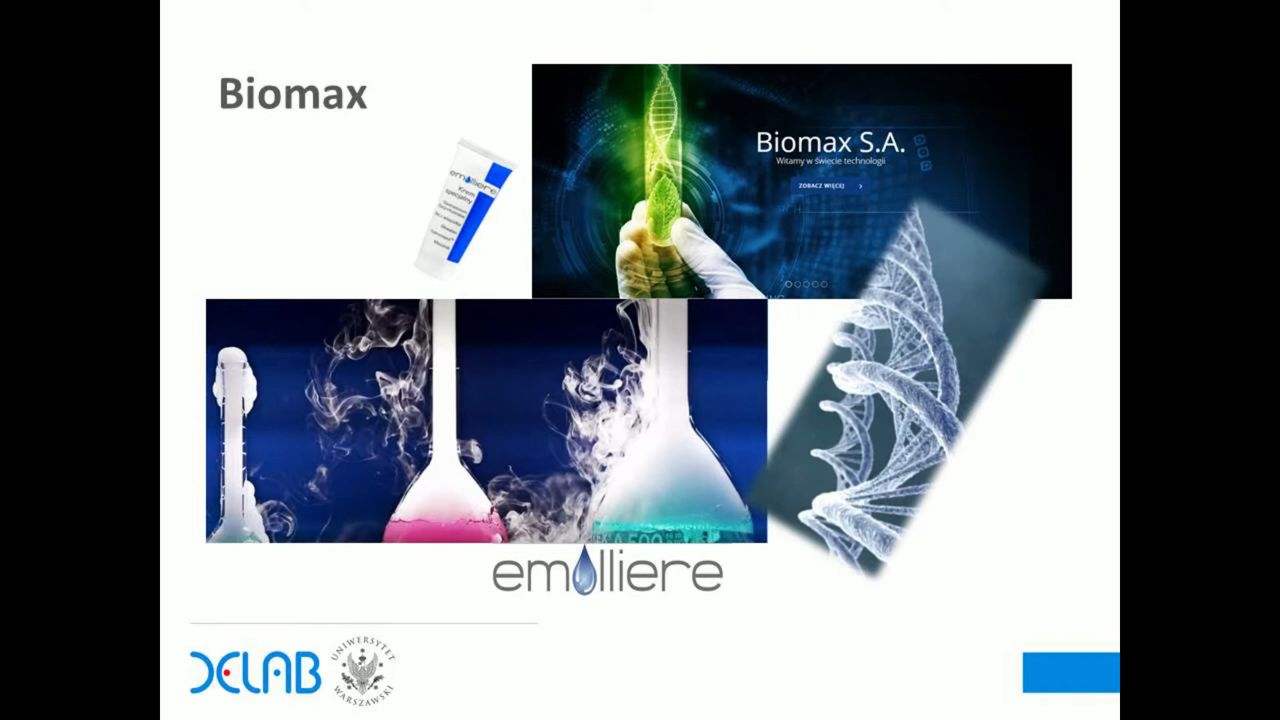 Biomax
Biomax S.A.
Witamy w świecie technologii
ZOBACZ WIĘCEJ
emolliere
Krem
specjalny
emolliere
DELAB
UNIWERSYTET
WARSZAWSKI